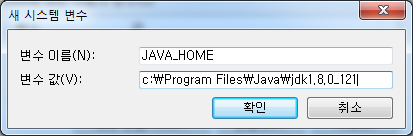 새 시스템 변수
변수 이름(N): JAVA_HOME
변수 값(V): c:\Program Files\Java\jdk1,8,0_121
확인 취소